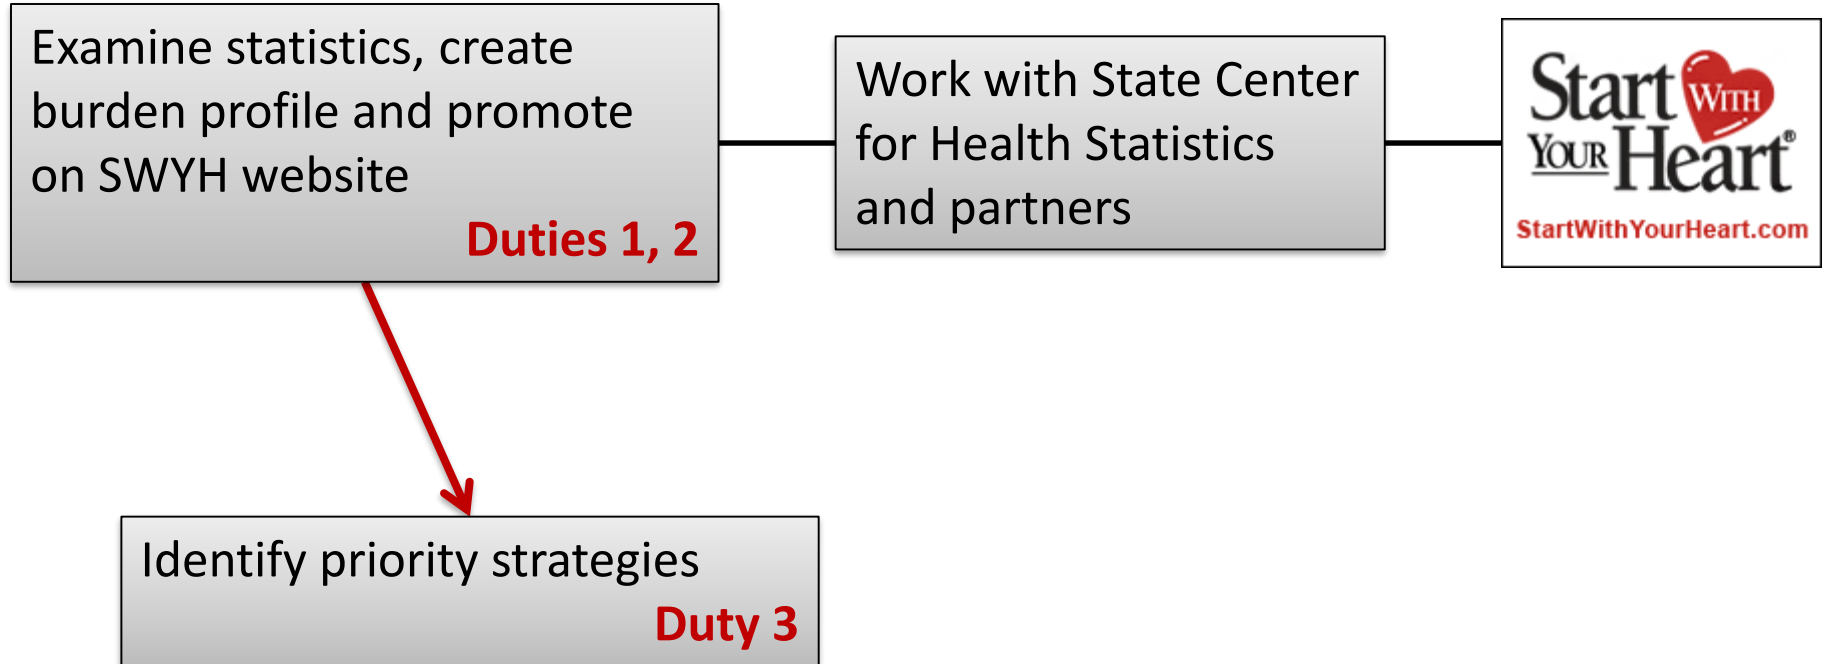 Examine statistics, create
burden profile and promote
on SWYH website
Duties 1, 2
Work with State Center
for Health Statistics
and partners
Start WITH
YOUR Heart®
StartWithYourHeart.com
Identify priority strategies
Duty 3